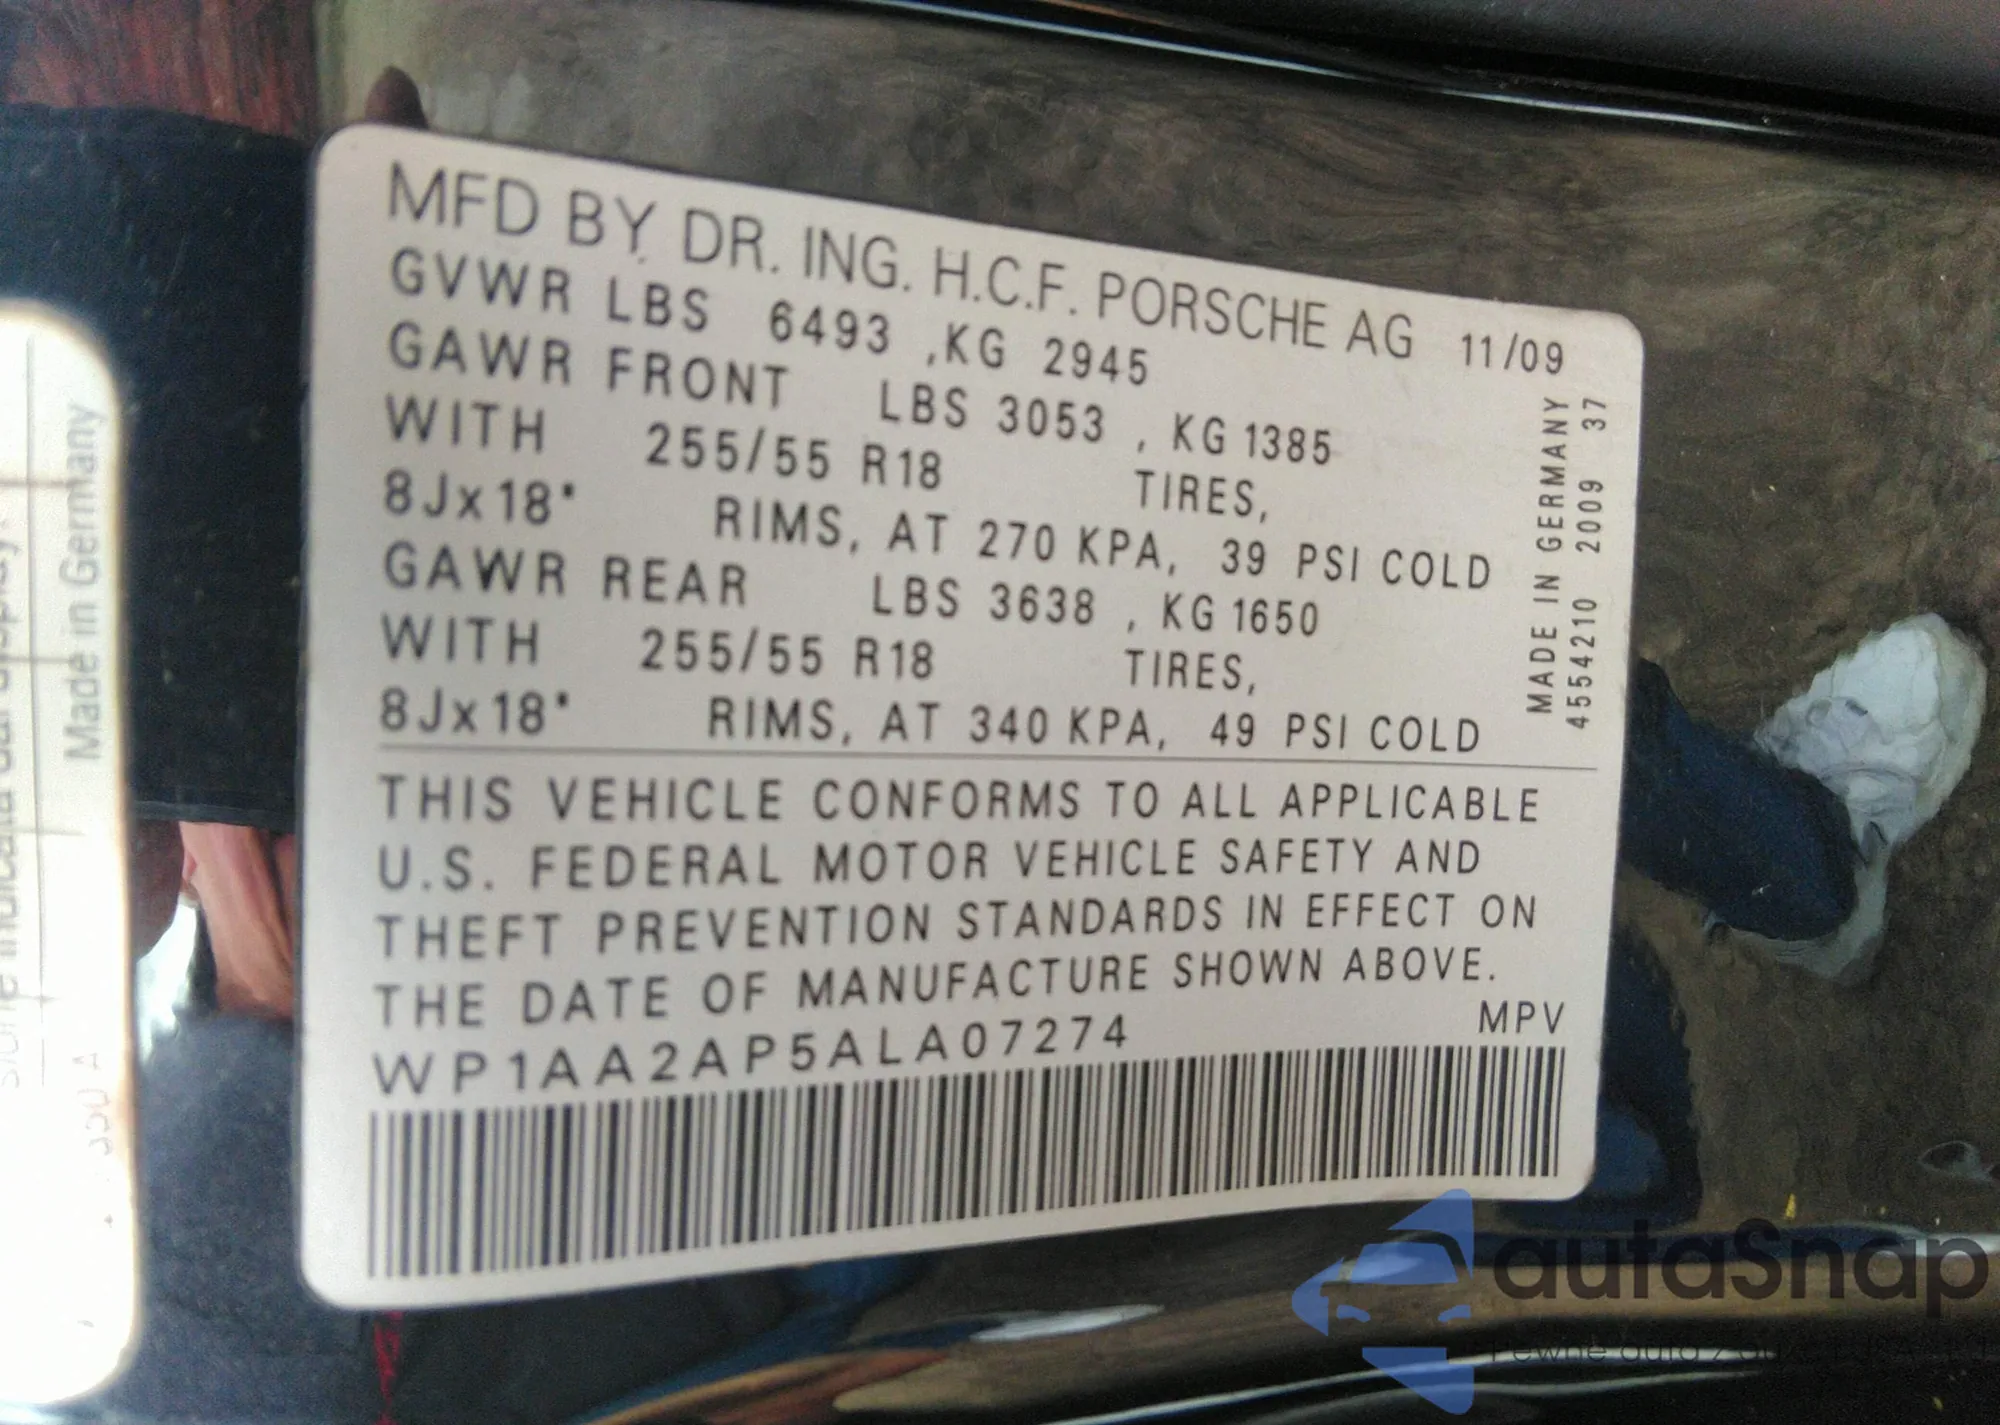 MFD BY. DR. ING. H.C.F. PORSCHE AG 11/09
GVWR LBS 6493 ,KG 2945
GAWR FRONT LBS 3053 , KG 1385
WITH 255/55 R18 TIRES,
8Jx18" RIMS, AT 270 KPA, 39 PSI COLD
GAWR REAR LBS 3638 , KG 1650
WITH 255/55 R18 TIRES,
8Jx18" RIMS, AT 340 KPA, 49 PSI COLD
MADE IN GERMANY
4554210 2009 37
THIS VEHICLE CONFORMS TO ALL APPLICABLE
U.S. FEDERAL MOTOR VEHICLE SAFETY AND
THEFT PREVENTION STANDARDS IN EFFECT ON
THE DATE OF MANUFACTURE SHOWN ABOVE.
WP1AA2AP5ALA07274 MPV
Made in Germany
autaSnap